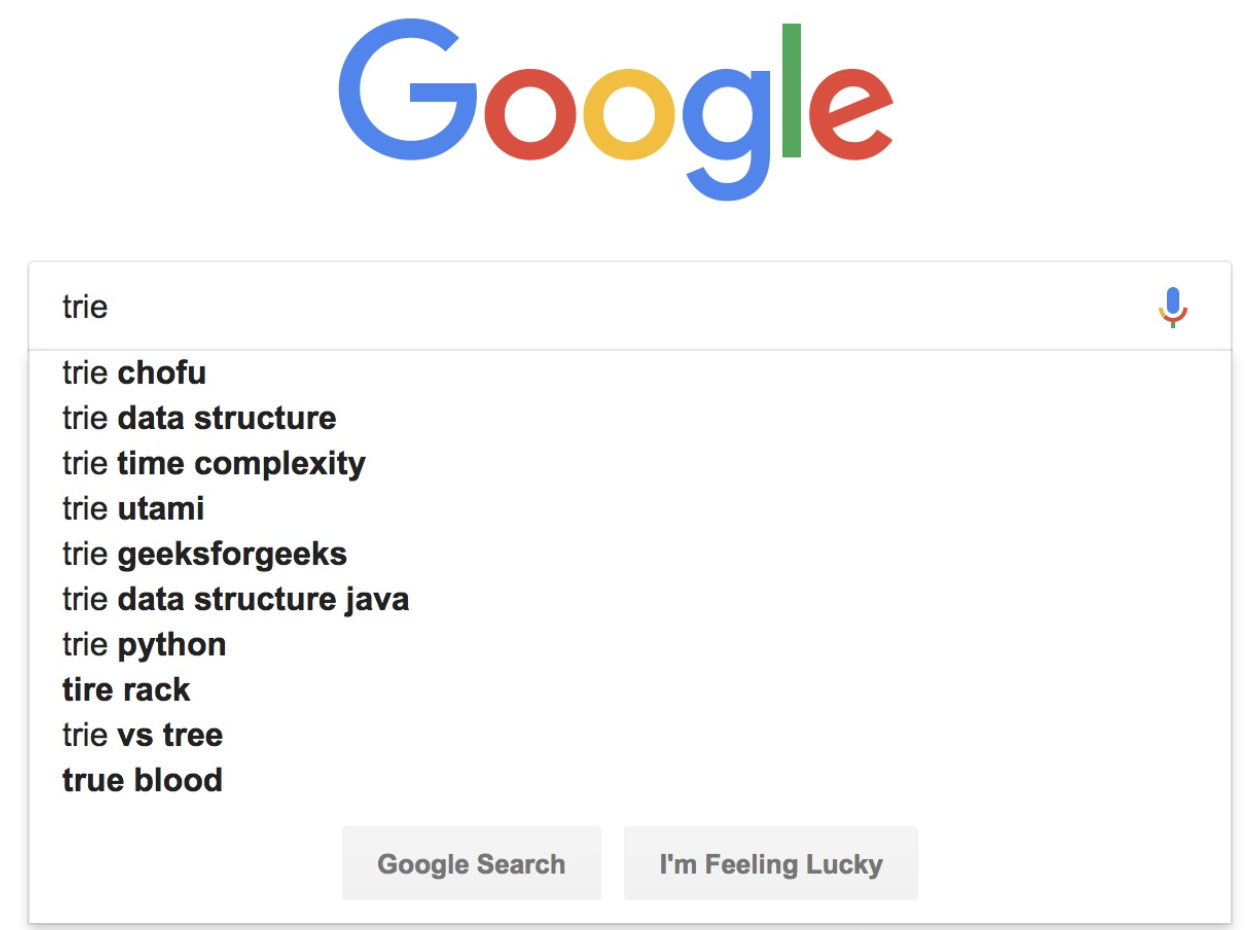 Google
trie
trie chofu
trie data structure
trie time complexity
trie utami
trie geeksforgeeks
trie data structure java
trie python
tire rack
trie vs tree
true blood
Google Search I'm Feeling Lucky